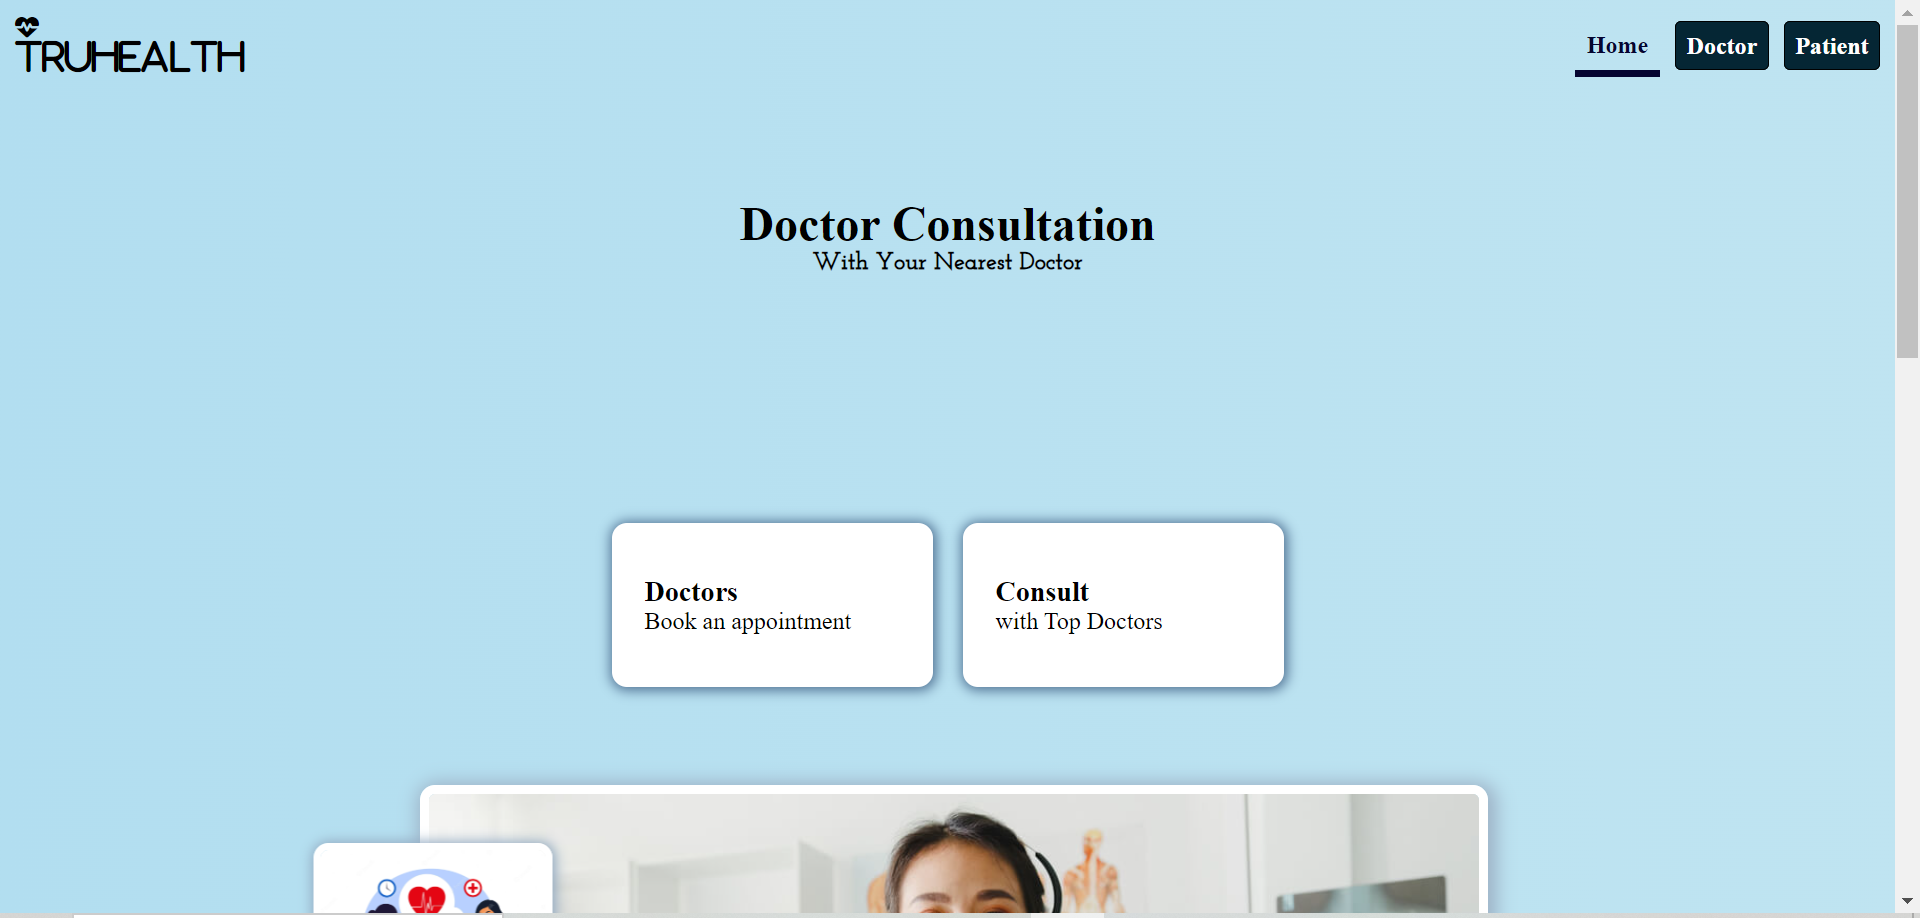 TRUHEALTH
Home
Doctor
Patient
Doctor Consultation
With Your Nearest Doctor
Doctors
Book an appointment
Consult
with Top Doctors